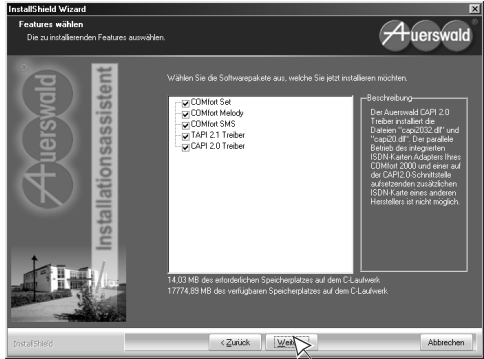 InstallShield Wizard
Features wählen
Die zu installierenden Features auswählen.
Auerswald
Auerswald
Installationsassistent
Wählen Sie die Softwarepakete aus, welche Sie jetzt installieren möchten.
COMfort Set
COMfort Melody
COMfort SMS
TAPI 2.1 Treiber
CAPI 2.0 Treiber
Beschreibung
Der Auerswald CAPI 2.0
Treiber installiert die
Dateien "capi2032.dll" und
"capi20.dll". Der parallele
Betrieb des integrierten
ISDN-Karten Adapters Ihres
COMfort 2000 und einer auf
der CAPI2.0-Schnittstelle
aufsetzenden zusätzlichen
ISDN-Karte eines anderen
Herstellers ist nicht möglich.
14,03 MB des erforderlichen Speicherplatzes auf dem C-Laufwerk
17774,89 MB des verfügbaren Speicherplatzes auf dem C-Laufwerk
InstallShield
< Zurück
Weit
Abbrechen